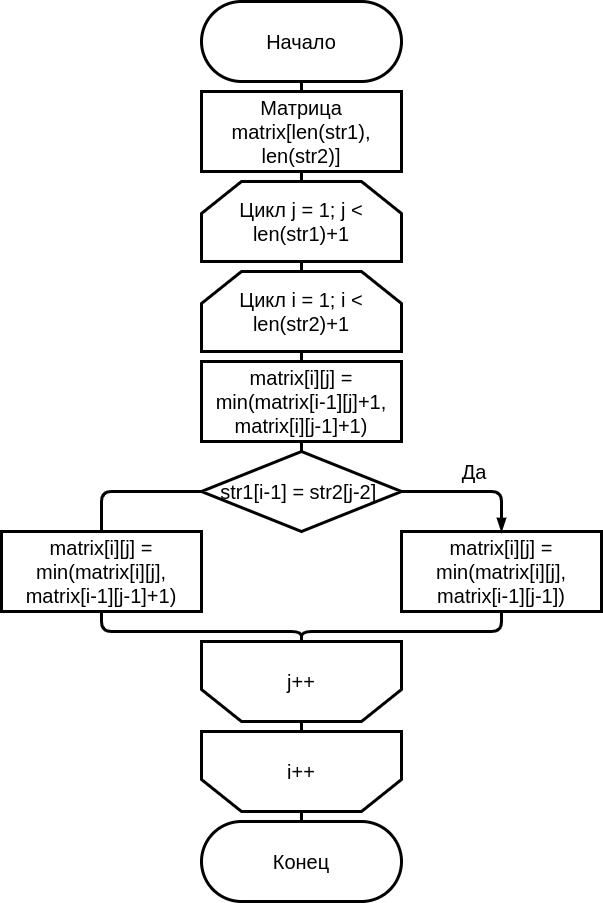 Начало
Матрица
matrix[len(str1),
len(str2)]
Цикл j = 1; j <
len(str1)+1
Цикл i = 1; i <
len(str2)+1
matrix[i][j] =
min(matrix[i-1][j]+1,
matrix[i][j-1]+1)
Да
str1[i-1] = str2[j-2]
matrix[i][j] =
min(matrix[i][j],
matrix[i-1][j-1]+1)
matrix[i][j] =
min(matrix[i][j],
matrix[i-1][j-1])
j++
i++
Конец